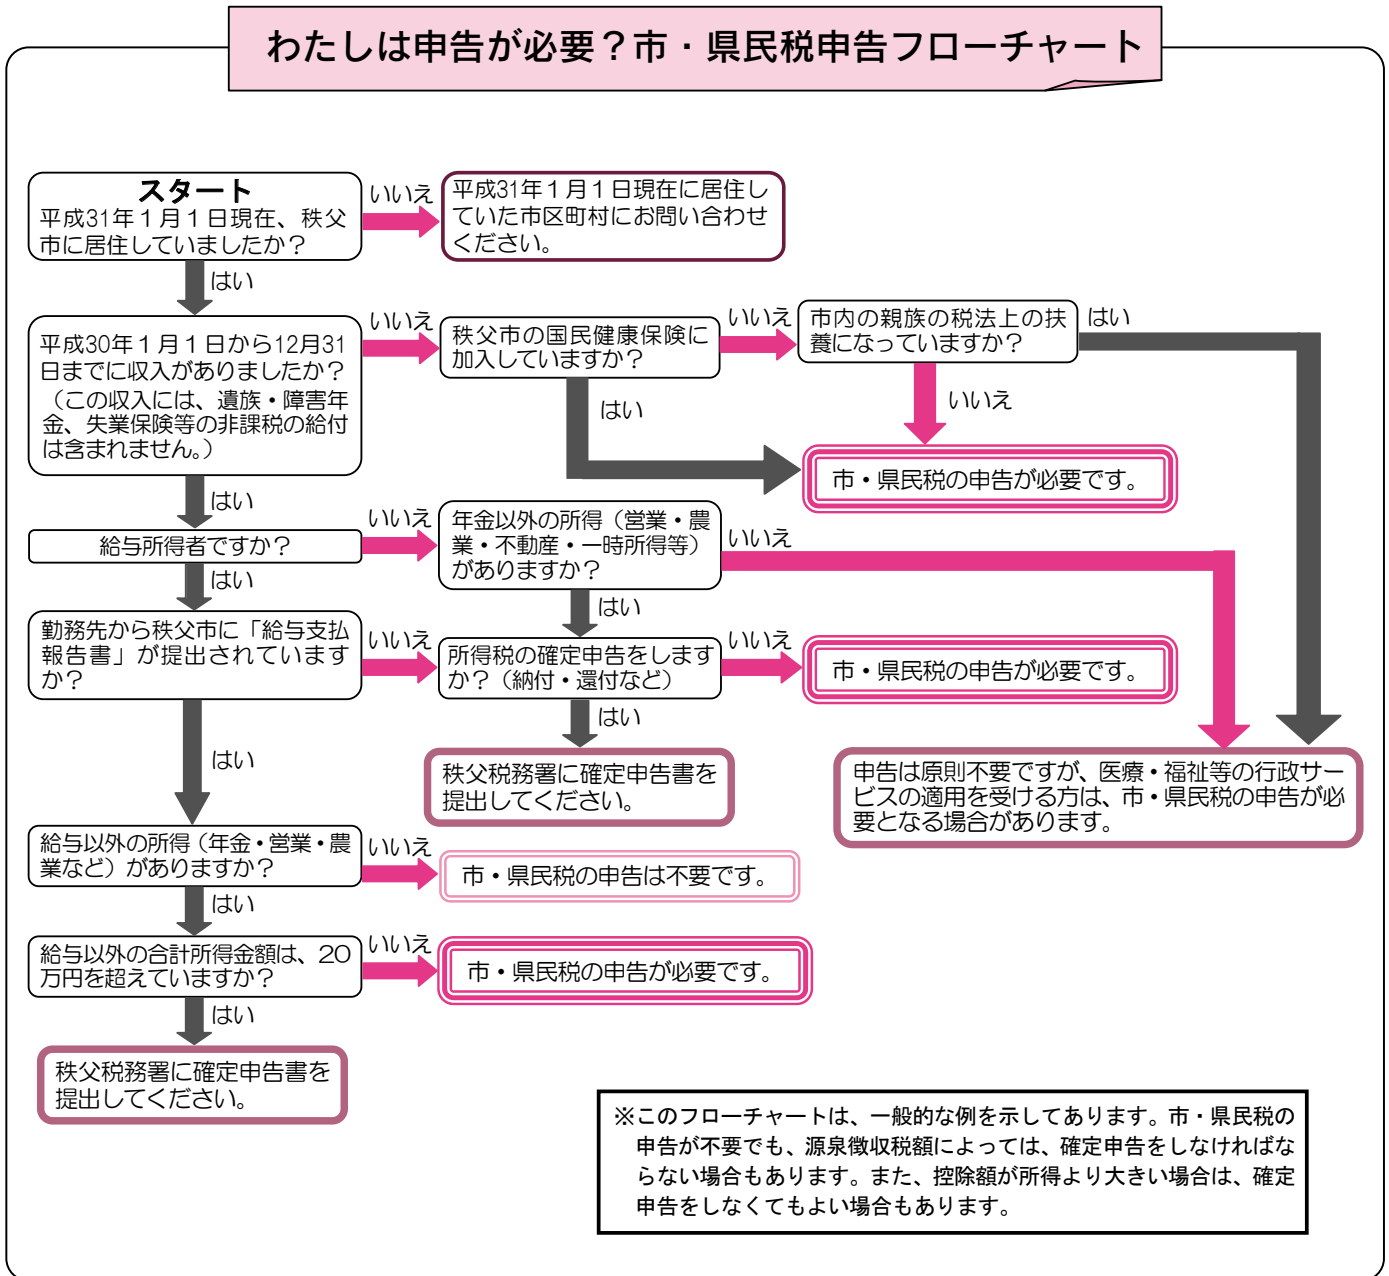 わたしは申告が必要？市・県民税申告フローチャート
スタート
平成31年１月１日現在、秩父
市に居住していましたか？
いいえ
平成31年１月１日現在に居住し
ていた市区町村にお問い合わせ
ください。
はい
平成30年１月１日から12月31
日までに収入がありましたか？
（この収入には、遺族・障害年
金、失業保険等の非課税の給付
は含まれません。）
いいえ
秩父市の国民健康保険に
加入していますか？
いいえ
市内の親族の税法上の扶
養になっていますか？
はい
はい
いいえ
市・県民税の申告が必要です。
はい
給与所得者ですか？
いいえ
年金以外の所得（営業・農
業・不動産・一時所得等）
がありますか？
いいえ
はい
はい
勤務先から秩父市に「給与支払
報告書」が提出されています
か？
いいえ
所得税の確定申告をします
か？（納付・還付など）
いいえ
市・県民税の申告が必要です。
はい
はい
秩父税務署に確定申告書を
提出してください。
申告は原則不要ですが、医療・福祉等の行政サー
ビスの適用を受ける方は、市・県民税の申告が必
要となる場合があります。
給与以外の所得（年金・営業・農
業など）がありますか？
いいえ
市・県民税の申告は不要です。
はい
給与以外の合計所得金額は、20
万円を超えていますか？
いいえ
市・県民税の申告が必要です。
はい
秩父税務署に確定申告書を
提出してください。
※このフローチャートは、一般的な例を示してあります。市・県民税の
申告が不要でも、源泉徴収税額によっては、確定申告をしなければな
らない場合もあります。また、控除額が所得より大きい場合は、確定
申告をしなくてもよい場合もあります。